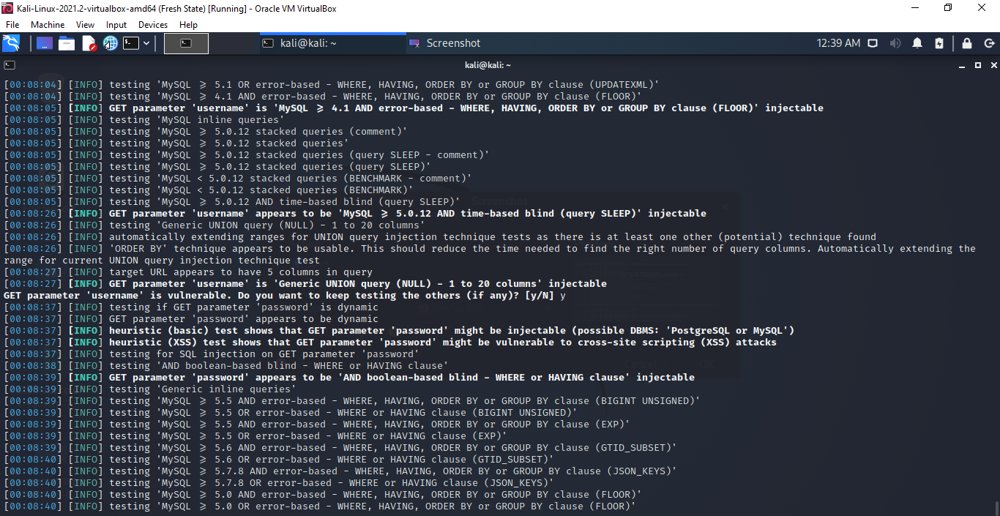 Kali-Linux-2021.2-virtualbox-amd64 (Fresh State) [Running] - Oracle VM VirtualBox
File Machine View Input Devices Help
kali@kali: ~ Screenshot 12:39 AM
kali@kali: ~
[00:08:04] [INFO] testing 'MySQL ≥ 5.1 OR error-based - WHERE, HAVING, ORDER BY or GROUP BY clause (UPDATEXML)'
[00:08:04] [INFO] testing 'MySQL ≥ 4.1 AND error-based - WHERE, HAVING, ORDER BY or GROUP BY clause (FLOOR)'
[00:08:05] [INFO] GET parameter 'username' is 'MySQL ≥ 4.1 AND error-based - WHERE, HAVING, ORDER BY or GROUP BY clause (FLOOR)' injectable
[00:08:05] [INFO] testing 'MySQL inline queries'
[00:08:05] [INFO] testing 'MySQL ≥ 5.0.12 stacked queries (comment)'
[00:08:05] [INFO] testing 'MySQL ≥ 5.0.12 stacked queries'
[00:08:05] [INFO] testing 'MySQL ≥ 5.0.12 stacked queries (query SLEEP - comment)'
[00:08:05] [INFO] testing 'MySQL ≥ 5.0.12 stacked queries (query SLEEP)'
[00:08:05] [INFO] testing 'MySQL < 5.0.12 stacked queries (BENCHMARK - comment)'
[00:08:05] [INFO] testing 'MySQL < 5.0.12 stacked queries (BENCHMARK)'
[00:08:05] [INFO] testing 'MySQL ≥ 5.0.12 AND time-based blind (query SLEEP)'
[00:08:26] [INFO] GET parameter 'username' appears to be 'MySQL ≥ 5.0.12 AND time-based blind (query SLEEP)' injectable
[00:08:26] [INFO] testing 'Generic UNION query (NULL) - 1 to 20 columns'
[00:08:26] [INFO] automatically extending ranges for UNION query injection technique tests as there is at least one other (potential) technique found
[00:08:26] [INFO] 'ORDER BY' technique appears to be usable. This should reduce the time needed to find the right number of query columns. Automatically extending the
range for current UNION query injection technique test
[00:08:27] [INFO] target URL appears to have 5 columns in query
[00:08:27] [INFO] GET parameter 'username' is 'Generic UNION query (NULL) - 1 to 20 columns' injectable
GET parameter 'username' is vulnerable. Do you want to keep testing the others (if any)? [y/N] y
[00:08:37] [INFO] testing if GET parameter 'password' is dynamic
[00:08:37] [INFO] GET parameter 'password' appears to be dynamic
[00:08:37] [INFO] heuristic (basic) test shows that GET parameter 'password' might be injectable (possible DBMS: 'PostgreSQL or MySQL')
[00:08:37] [INFO] heuristic (XSS) test shows that GET parameter 'password' might be vulnerable to cross-site scripting (XSS) attacks
[00:08:37] [INFO] testing for SQL injection on GET parameter 'password'
[00:08:38] [INFO] testing 'AND boolean-based blind - WHERE or HAVING clause'
[00:08:39] [INFO] GET parameter 'password' appears to be 'AND boolean-based blind - WHERE or HAVING clause' injectable
[00:08:39] [INFO] testing 'Generic inline queries'
[00:08:39] [INFO] testing 'MySQL ≥ 5.5 AND error-based - WHERE, HAVING, ORDER BY or GROUP BY clause (BIGINT UNSIGNED)'
[00:08:39] [INFO] testing 'MySQL ≥ 5.5 OR error-based - WHERE or HAVING clause (BIGINT UNSIGNED)'
[00:08:39] [INFO] testing 'MySQL ≥ 5.5 AND error-based - WHERE, HAVING, ORDER BY or GROUP BY clause (EXP)'
[00:08:39] [INFO] testing 'MySQL ≥ 5.5 OR error-based - WHERE or HAVING clause (EXP)'
[00:08:39] [INFO] testing 'MySQL ≥ 5.6 AND error-based - WHERE, HAVING, ORDER BY or GROUP BY clause (GTID_SUBSET)'
[00:08:40] [INFO] testing 'MySQL ≥ 5.6 OR error-based - WHERE or HAVING clause (GTID_SUBSET)'
[00:08:40] [INFO] testing 'MySQL ≥ 5.7.8 AND error-based - WHERE, HAVING, ORDER BY or GROUP BY clause (JSON_KEYS)'
[00:08:40] [INFO] testing 'MySQL ≥ 5.7.8 OR error-based - WHERE or HAVING clause (JSON_KEYS)'
[00:08:40] [INFO] testing 'MySQL ≥ 5.0 AND error-based - WHERE, HAVING, ORDER BY or GROUP BY clause (FLOOR)'
[00:08:40] [INFO] testing 'MySQL ≥ 5.0 OR error-based - WHERE, HAVING, ORDER BY or GROUP BY clause (FLOOR)'